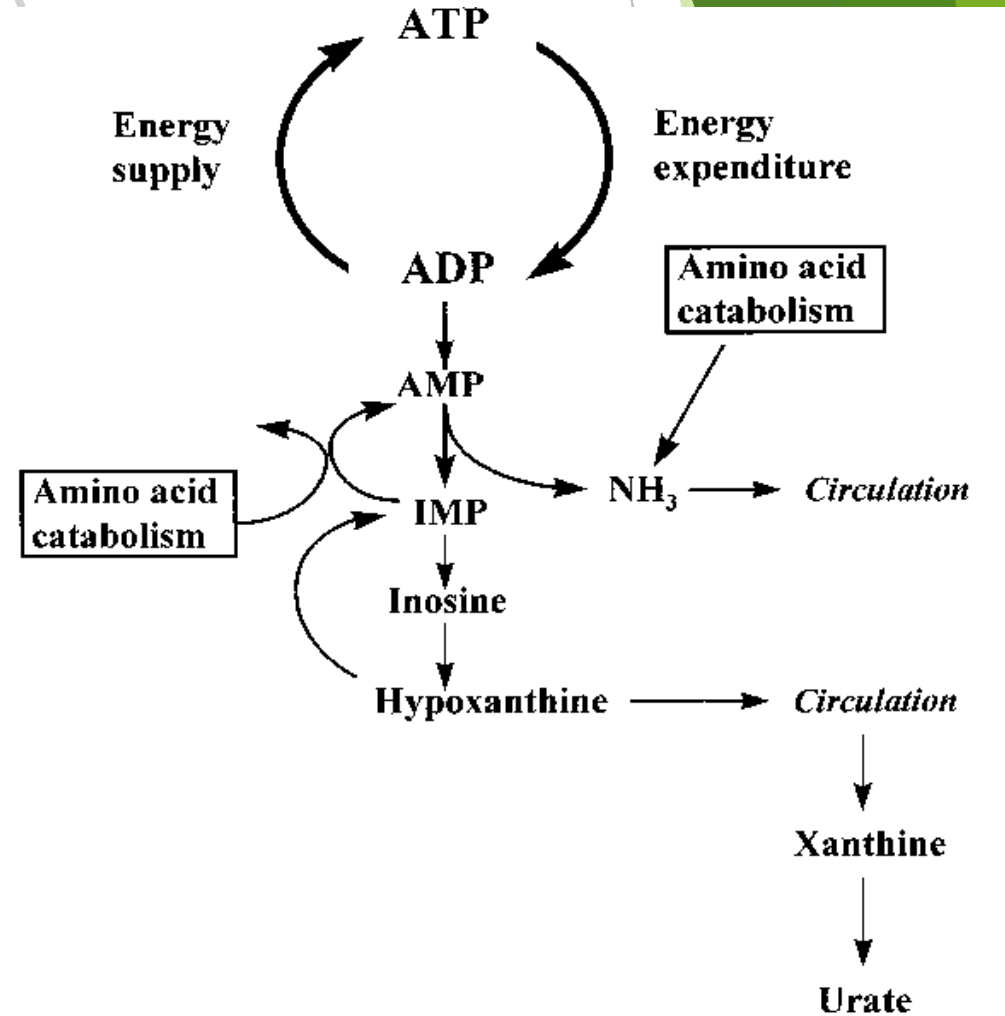 ATP
Energy
supply
Energy
expenditure
ADP
Amino acid
catabolism
AMP
Amino acid
catabolism
NH₃
Circulation
IMP
Inosine
Hypoxanthine
Circulation
Xanthine
Urate